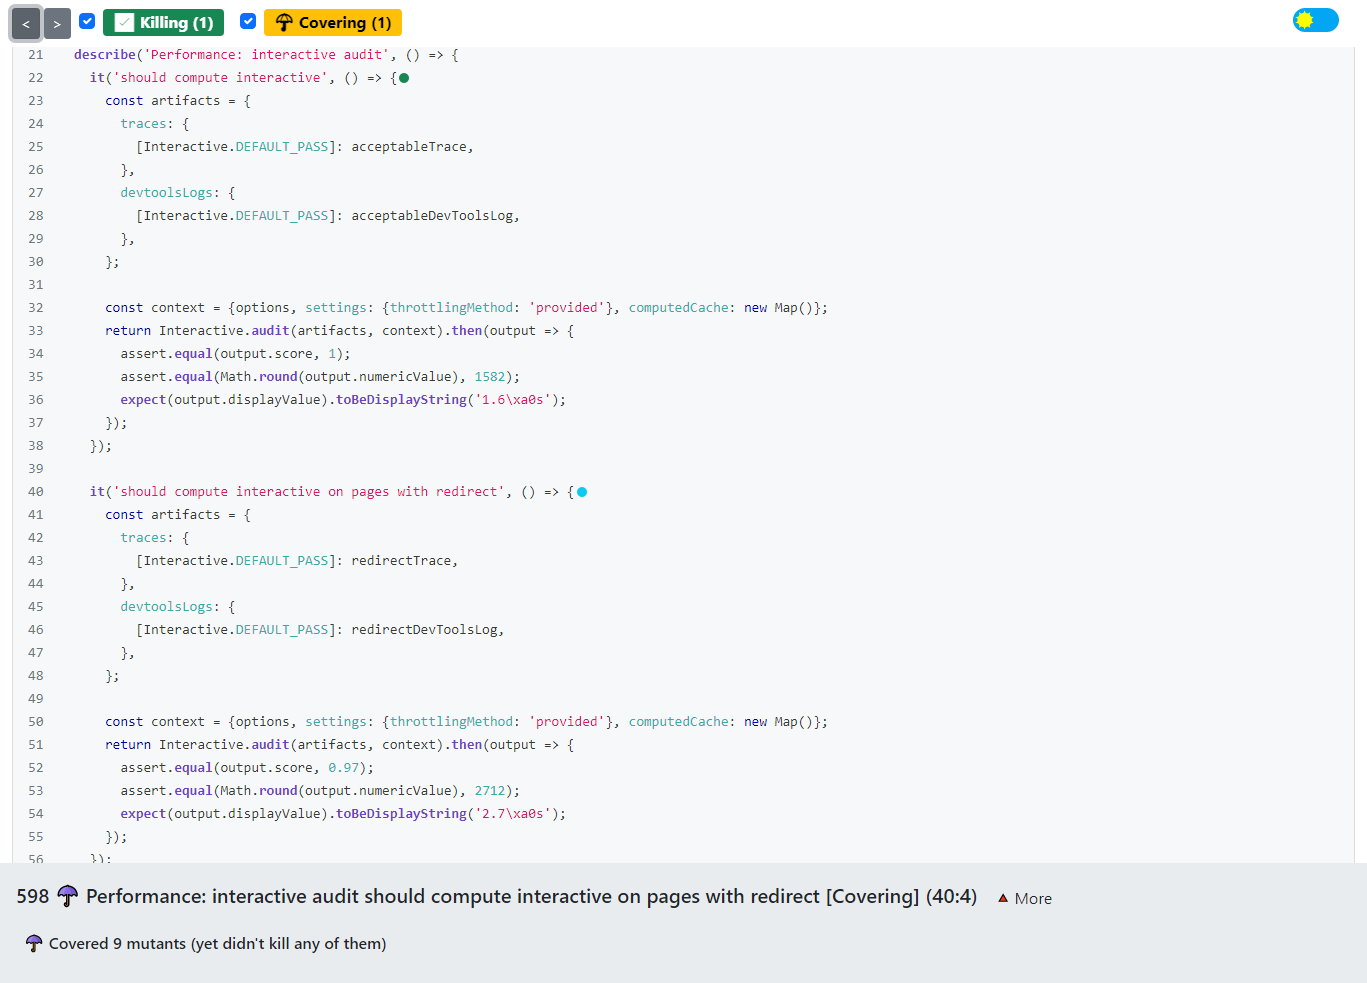 < > Killing (1) Covering (1)
21 describe('Performance: interactive audit', () => {
22 it('should compute interactive', () => {
23 const artifacts = {
24 traces: {
25 [Interactive.DEFAULT_PASS]: acceptableTrace,
26 },
27 devtoolsLogs: {
28 [Interactive.DEFAULT_PASS]: acceptableDevToolsLog,
29 },
30 };
31
32 const context = {options, settings: {throttlingMethod: 'provided'}, computedCache: new Map()};
33 return Interactive.audit(artifacts, context).then(output => {
34 assert.equal(output.score, 1);
35 assert.equal(Math.round(output.numericValue), 1582);
36 expect(output.displayValue).toBeDisplayString('1.6\xa0s');
37 });
38 });
39
40 it('should compute interactive on pages with redirect', () => {
41 const artifacts = {
42 traces: {
43 [Interactive.DEFAULT_PASS]: redirectTrace,
44 },
45 devtoolsLogs: {
46 [Interactive.DEFAULT_PASS]: redirectDevToolsLog,
47 },
48 };
49
50 const context = {options, settings: {throttlingMethod: 'provided'}, computedCache: new Map()};
51 return Interactive.audit(artifacts, context).then(output => {
52 assert.equal(output.score, 0.97);
53 assert.equal(Math.round(output.numericValue), 2712);
54 expect(output.displayValue).toBeDisplayString('2.7\xa0s');
55 });
56 });
598 Performance: interactive audit should compute interactive on pages with redirect [Covering] (40:4) More
Covered 9 mutants (yet didn't kill any of them)